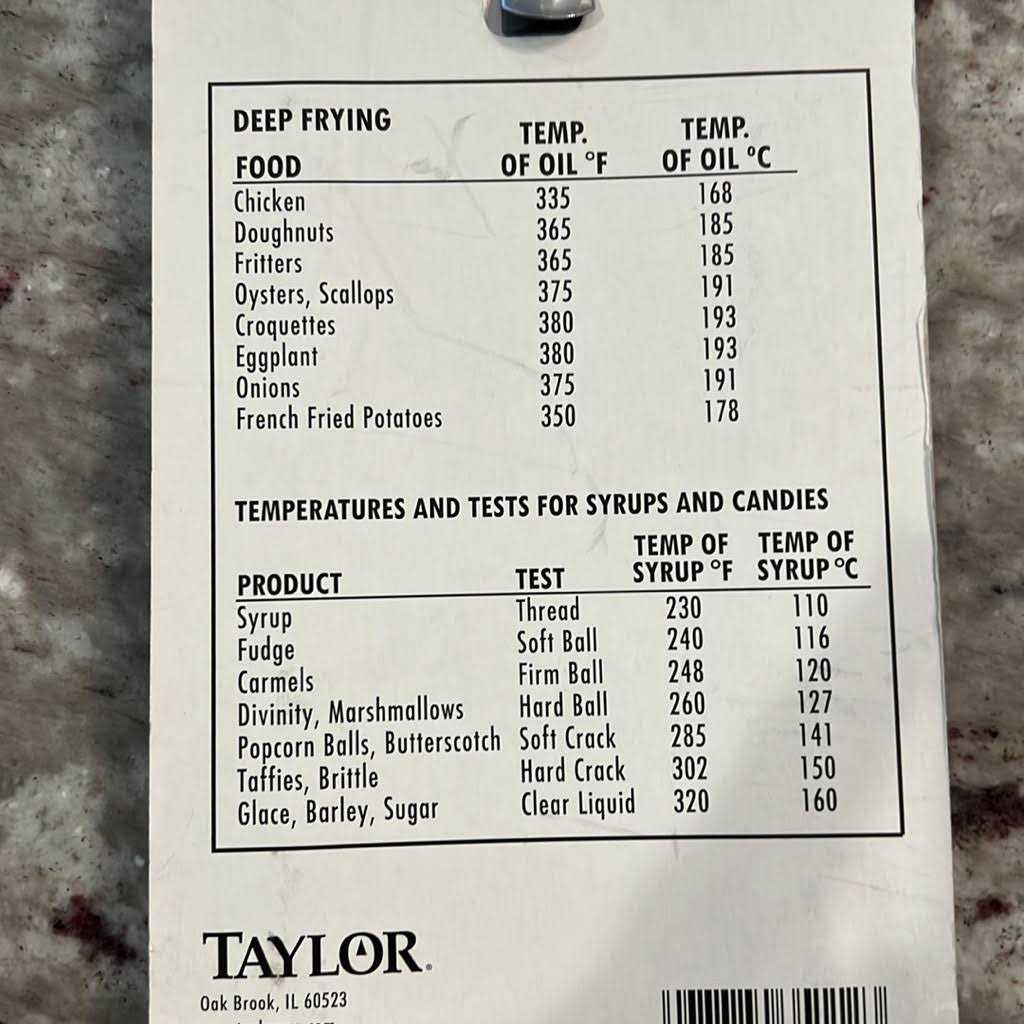 DEEP FRYING
FOOD TEMP. OF OIL °F TEMP. OF OIL °C
Chicken 335 168
Doughnuts 365 185
Fritters 365 185
Oysters, Scallops 375 191
Croquettes 380 193
Eggplant 380 193
Onions 375 191
French Fried Potatoes 350 178
TEMPERATURES AND TESTS FOR SYRUPS AND CANDIES
PRODUCT TEST TEMP OF SYRUP °F TEMP OF SYRUP °C
Syrup Thread 230 110
Fudge Soft Ball 240 116
Carmels Firm Ball 248 120
Divinity, Marshmallows Hard Ball 260 127
Popcorn Balls, Butterscotch Soft Crack 285 141
Taffies, Brittle Hard Crack 302 150
Glace, Barley, Sugar Clear Liquid 320 160
TAYLOR®
Oak Brook, IL 60523